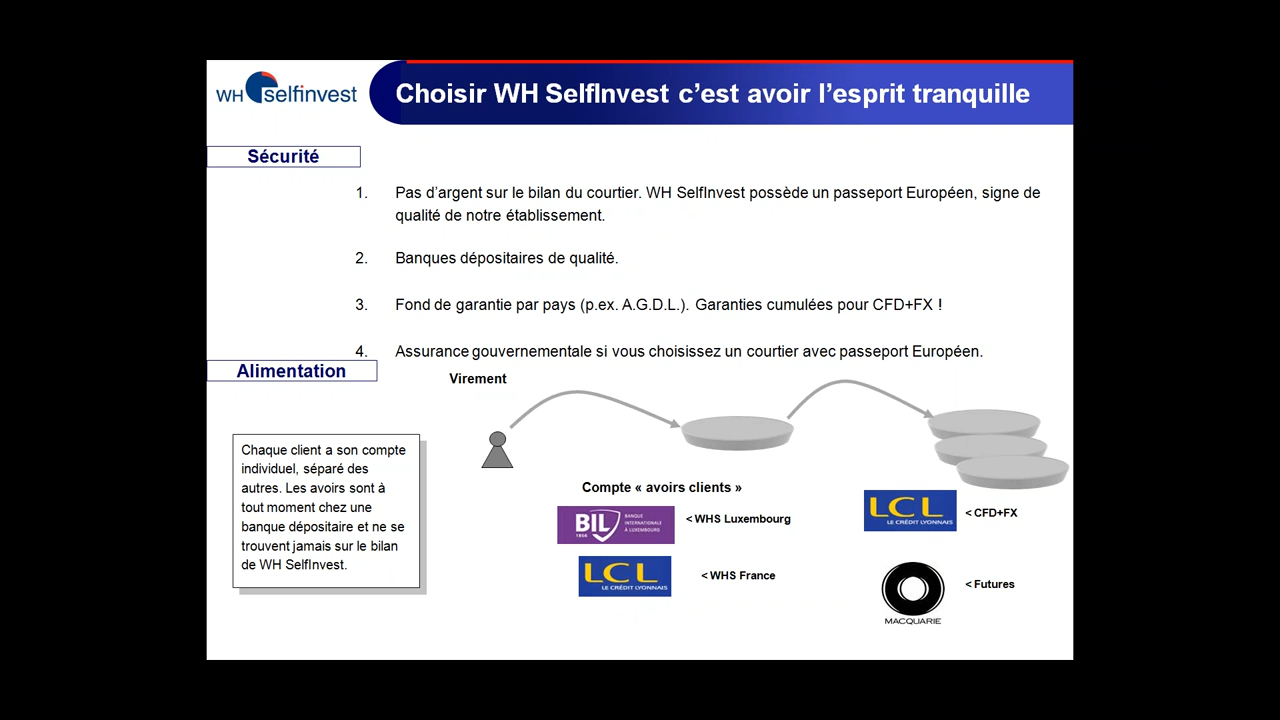 WH selfinvest
Choisir WH SelfInvest c’est avoir l’esprit tranquille
Sécurité
1. Pas d’argent sur le bilan du courtier. WH SelfInvest possède un passeport Européen, signe de
qualité de notre établissement.
2. Banques dépositaires de qualité.
3. Fond de garantie par pays (p.ex. A.G.D.L.). Garanties cumulées pour CFD+FX !
4. Assurance gouvernementale si vous choisissez un courtier avec passeport Européen.
Alimentation
Virement
Chaque client a son compte
individuel, séparé des
autres. Les avoirs sont à
tout moment chez une
banque dépositaire et ne se
trouvent jamais sur le bilan
de WH SelfInvest.
Compte « avoirs clients »
BIL
1856
BANQUE
INTERNATIONALE
À LUXEMBOURG
< WHS Luxembourg
LCL
LE CRÉDIT LYONNAIS
< WHS France
LCL
LE CRÉDIT LYONNAIS
< CFD+FX
MACQUARIE
< Futures